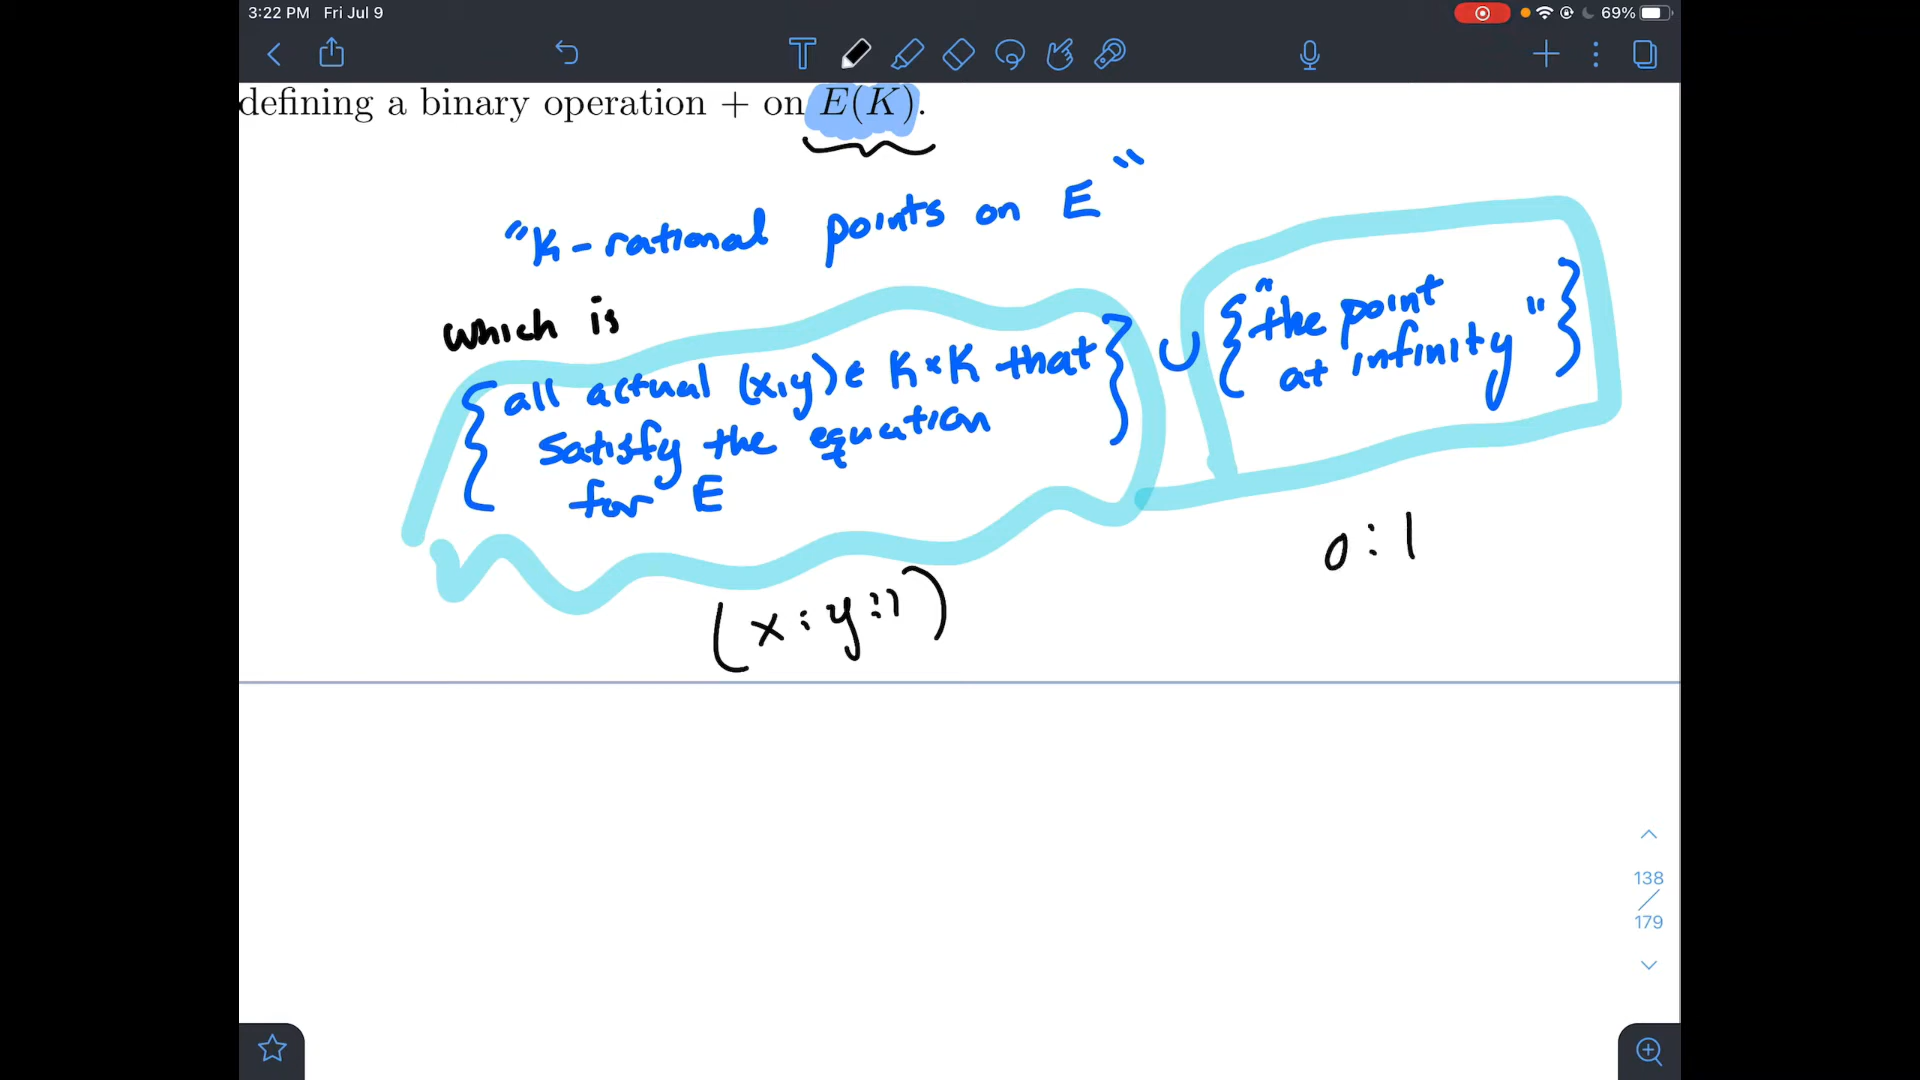 3:22 PM Fri Jul 9
69%
defining a binary operation + on E(K).
"K-rational points on E"
which is
{all actual (x,y) ∈ K×K that satisfy the equation for E} ∪ {"the point at infinity"}
0:1
(x:y:1)
138
179